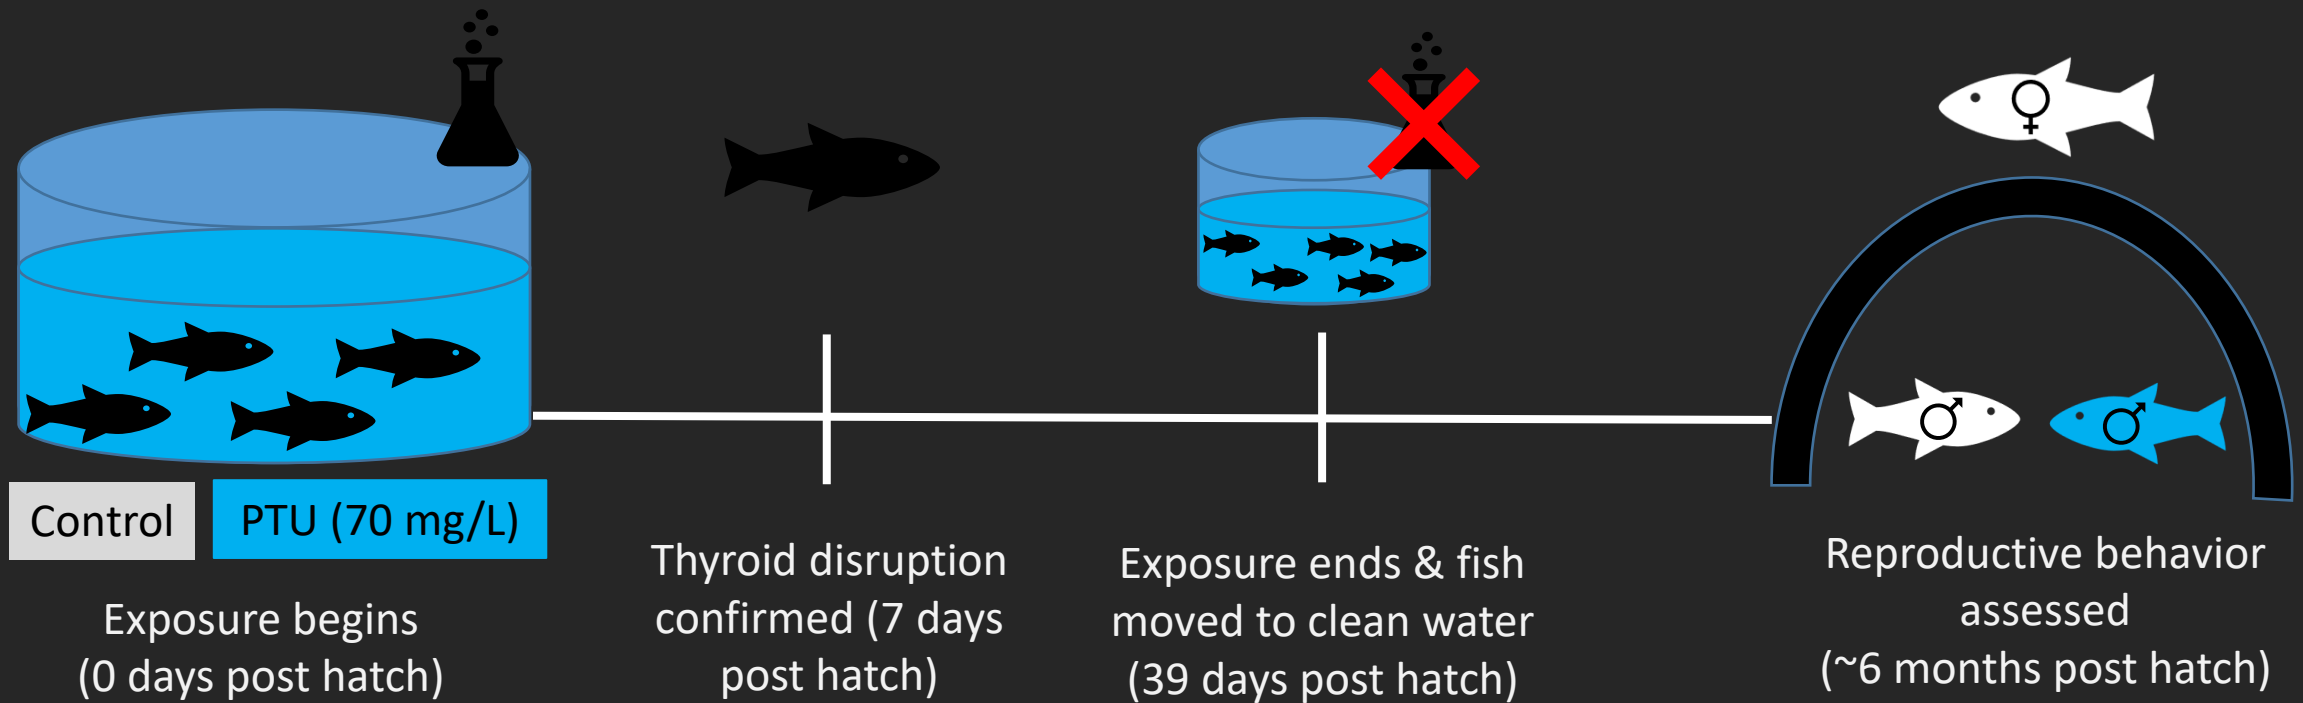 Control
PTU (70 mg/L)
Exposure begins
(0 days post hatch)
Thyroid disruption
confirmed (7 days
post hatch)
Exposure ends & fish
moved to clean water
(39 days post hatch)
Reproductive behavior
assessed
(~6 months post hatch)
♀
♂
♂